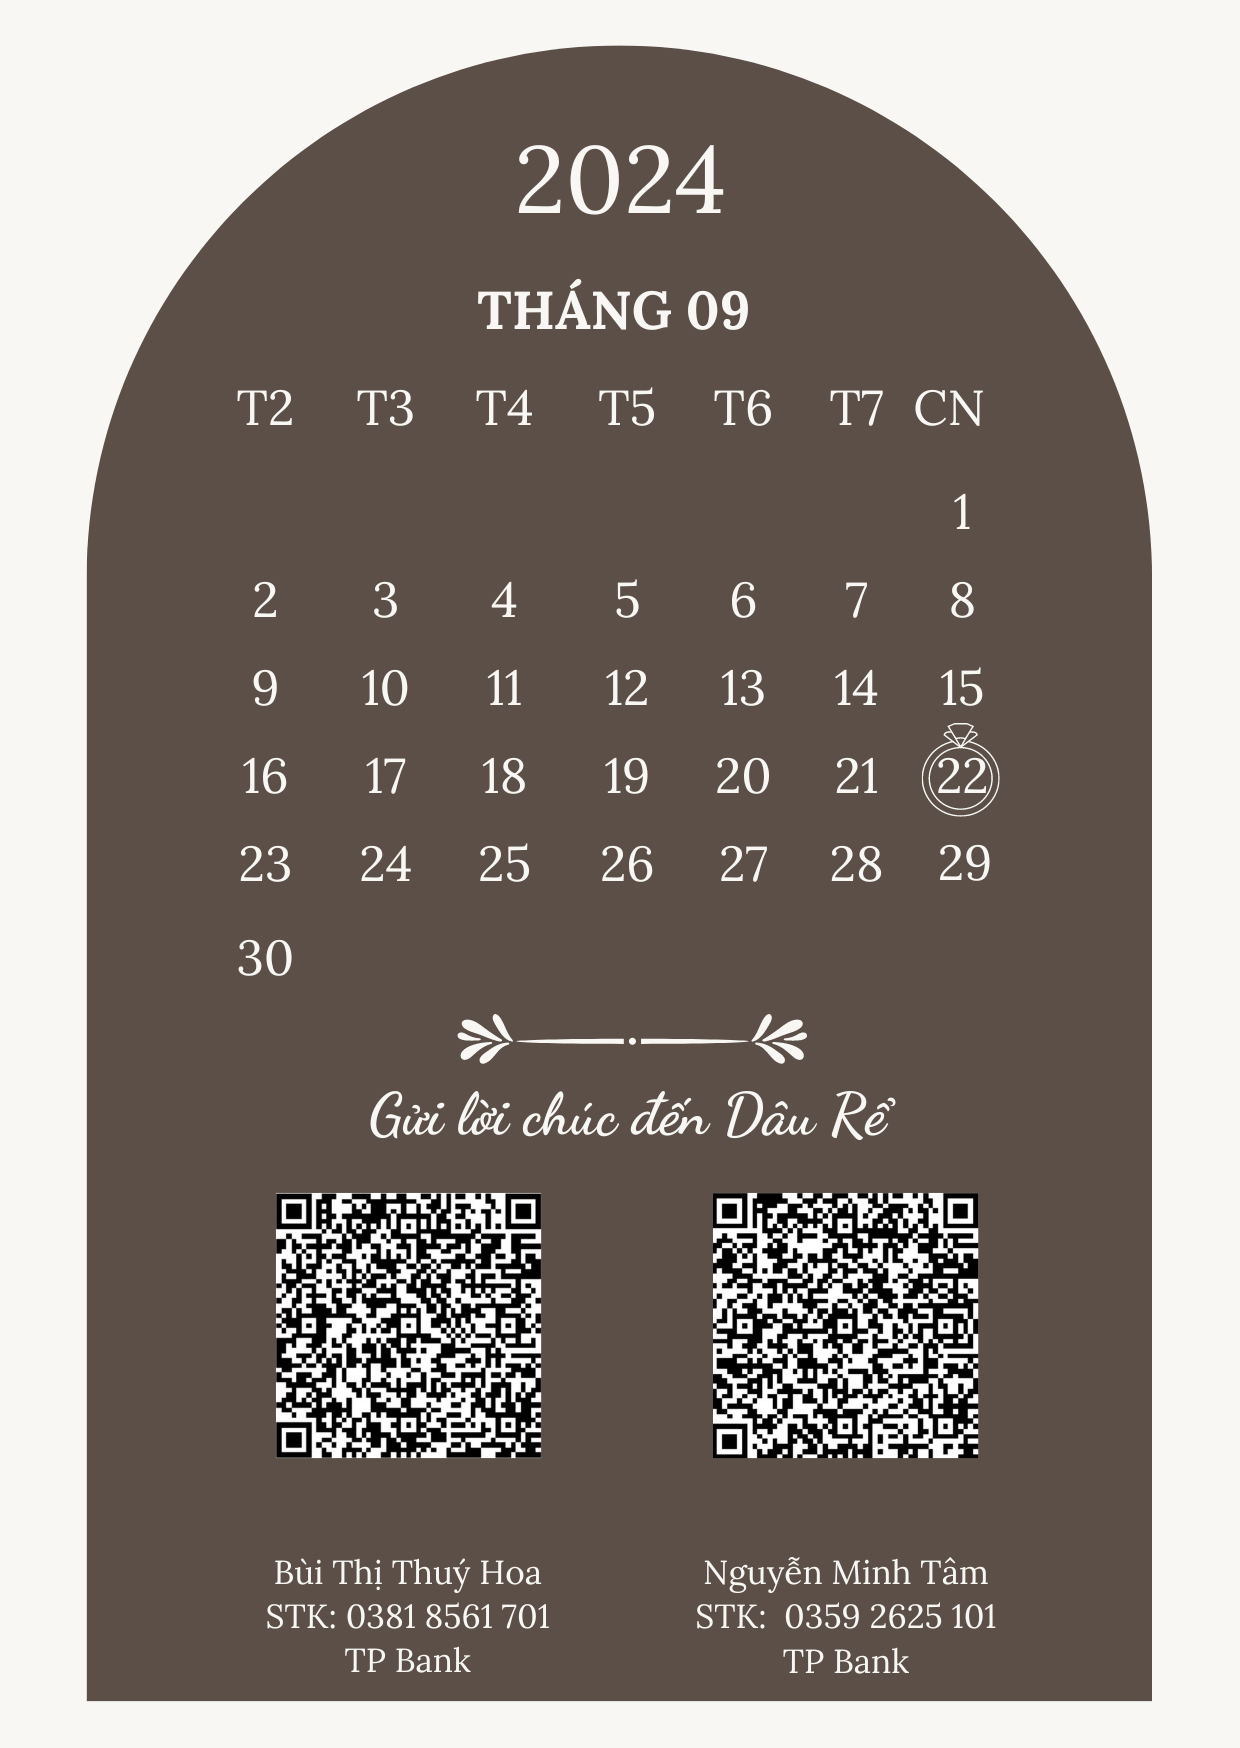 2024
THÁNG 09
T2 T3 T4 T5 T6 T7 CN
1
2 3 4 5 6 7 8
9 10 11 12 13 14 15
16 17 18 19 20 21 22
23 24 25 26 27 28 29
30
Gửi lời chúc đến Dâu Rể
Bùi Thị Thuý Hoa
STK: 0381 8561 701
TP Bank
Nguyễn Minh Tâm
STK: 0359 2625 101
TP Bank